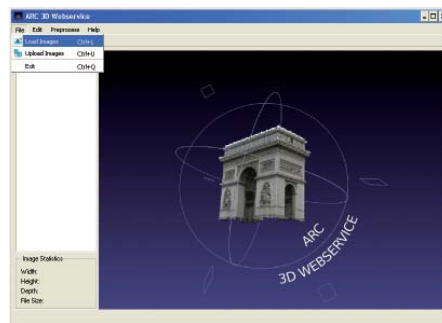 ARC 3D Webservice
File Edit Preprocess Help
Load Images Ctrl+L
Upload Images Ctrl+U
Exit Ctrl+Q
ARC
3D WEBSERVICE
Image Statistics
Width:
Height:
Depth:
File Size: